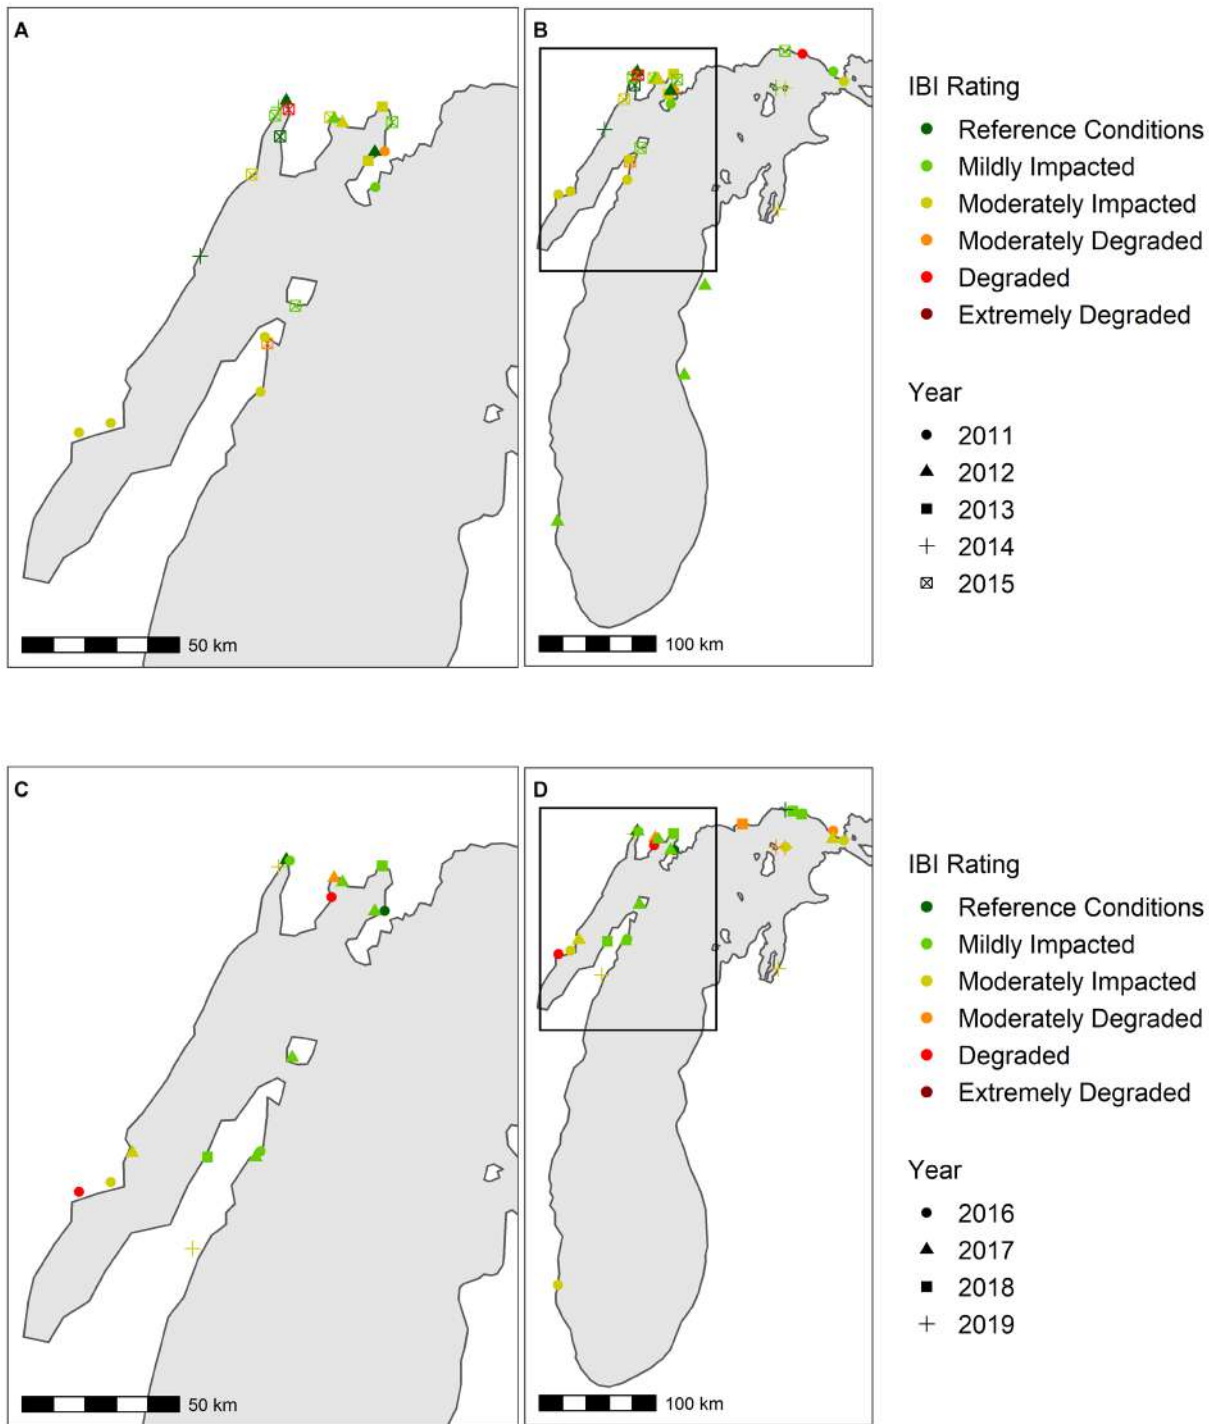 A
B
50 km
100 km
IBI Rating
Reference Conditions
Mildly Impacted
Moderately Impacted
Moderately Degraded
Degraded
Extremely Degraded
Year
2011
2012
2013
2014
2015
C
D
50 km
100 km
IBI Rating
Reference Conditions
Mildly Impacted
Moderately Impacted
Moderately Degraded
Degraded
Extremely Degraded
Year
2016
2017
2018
2019